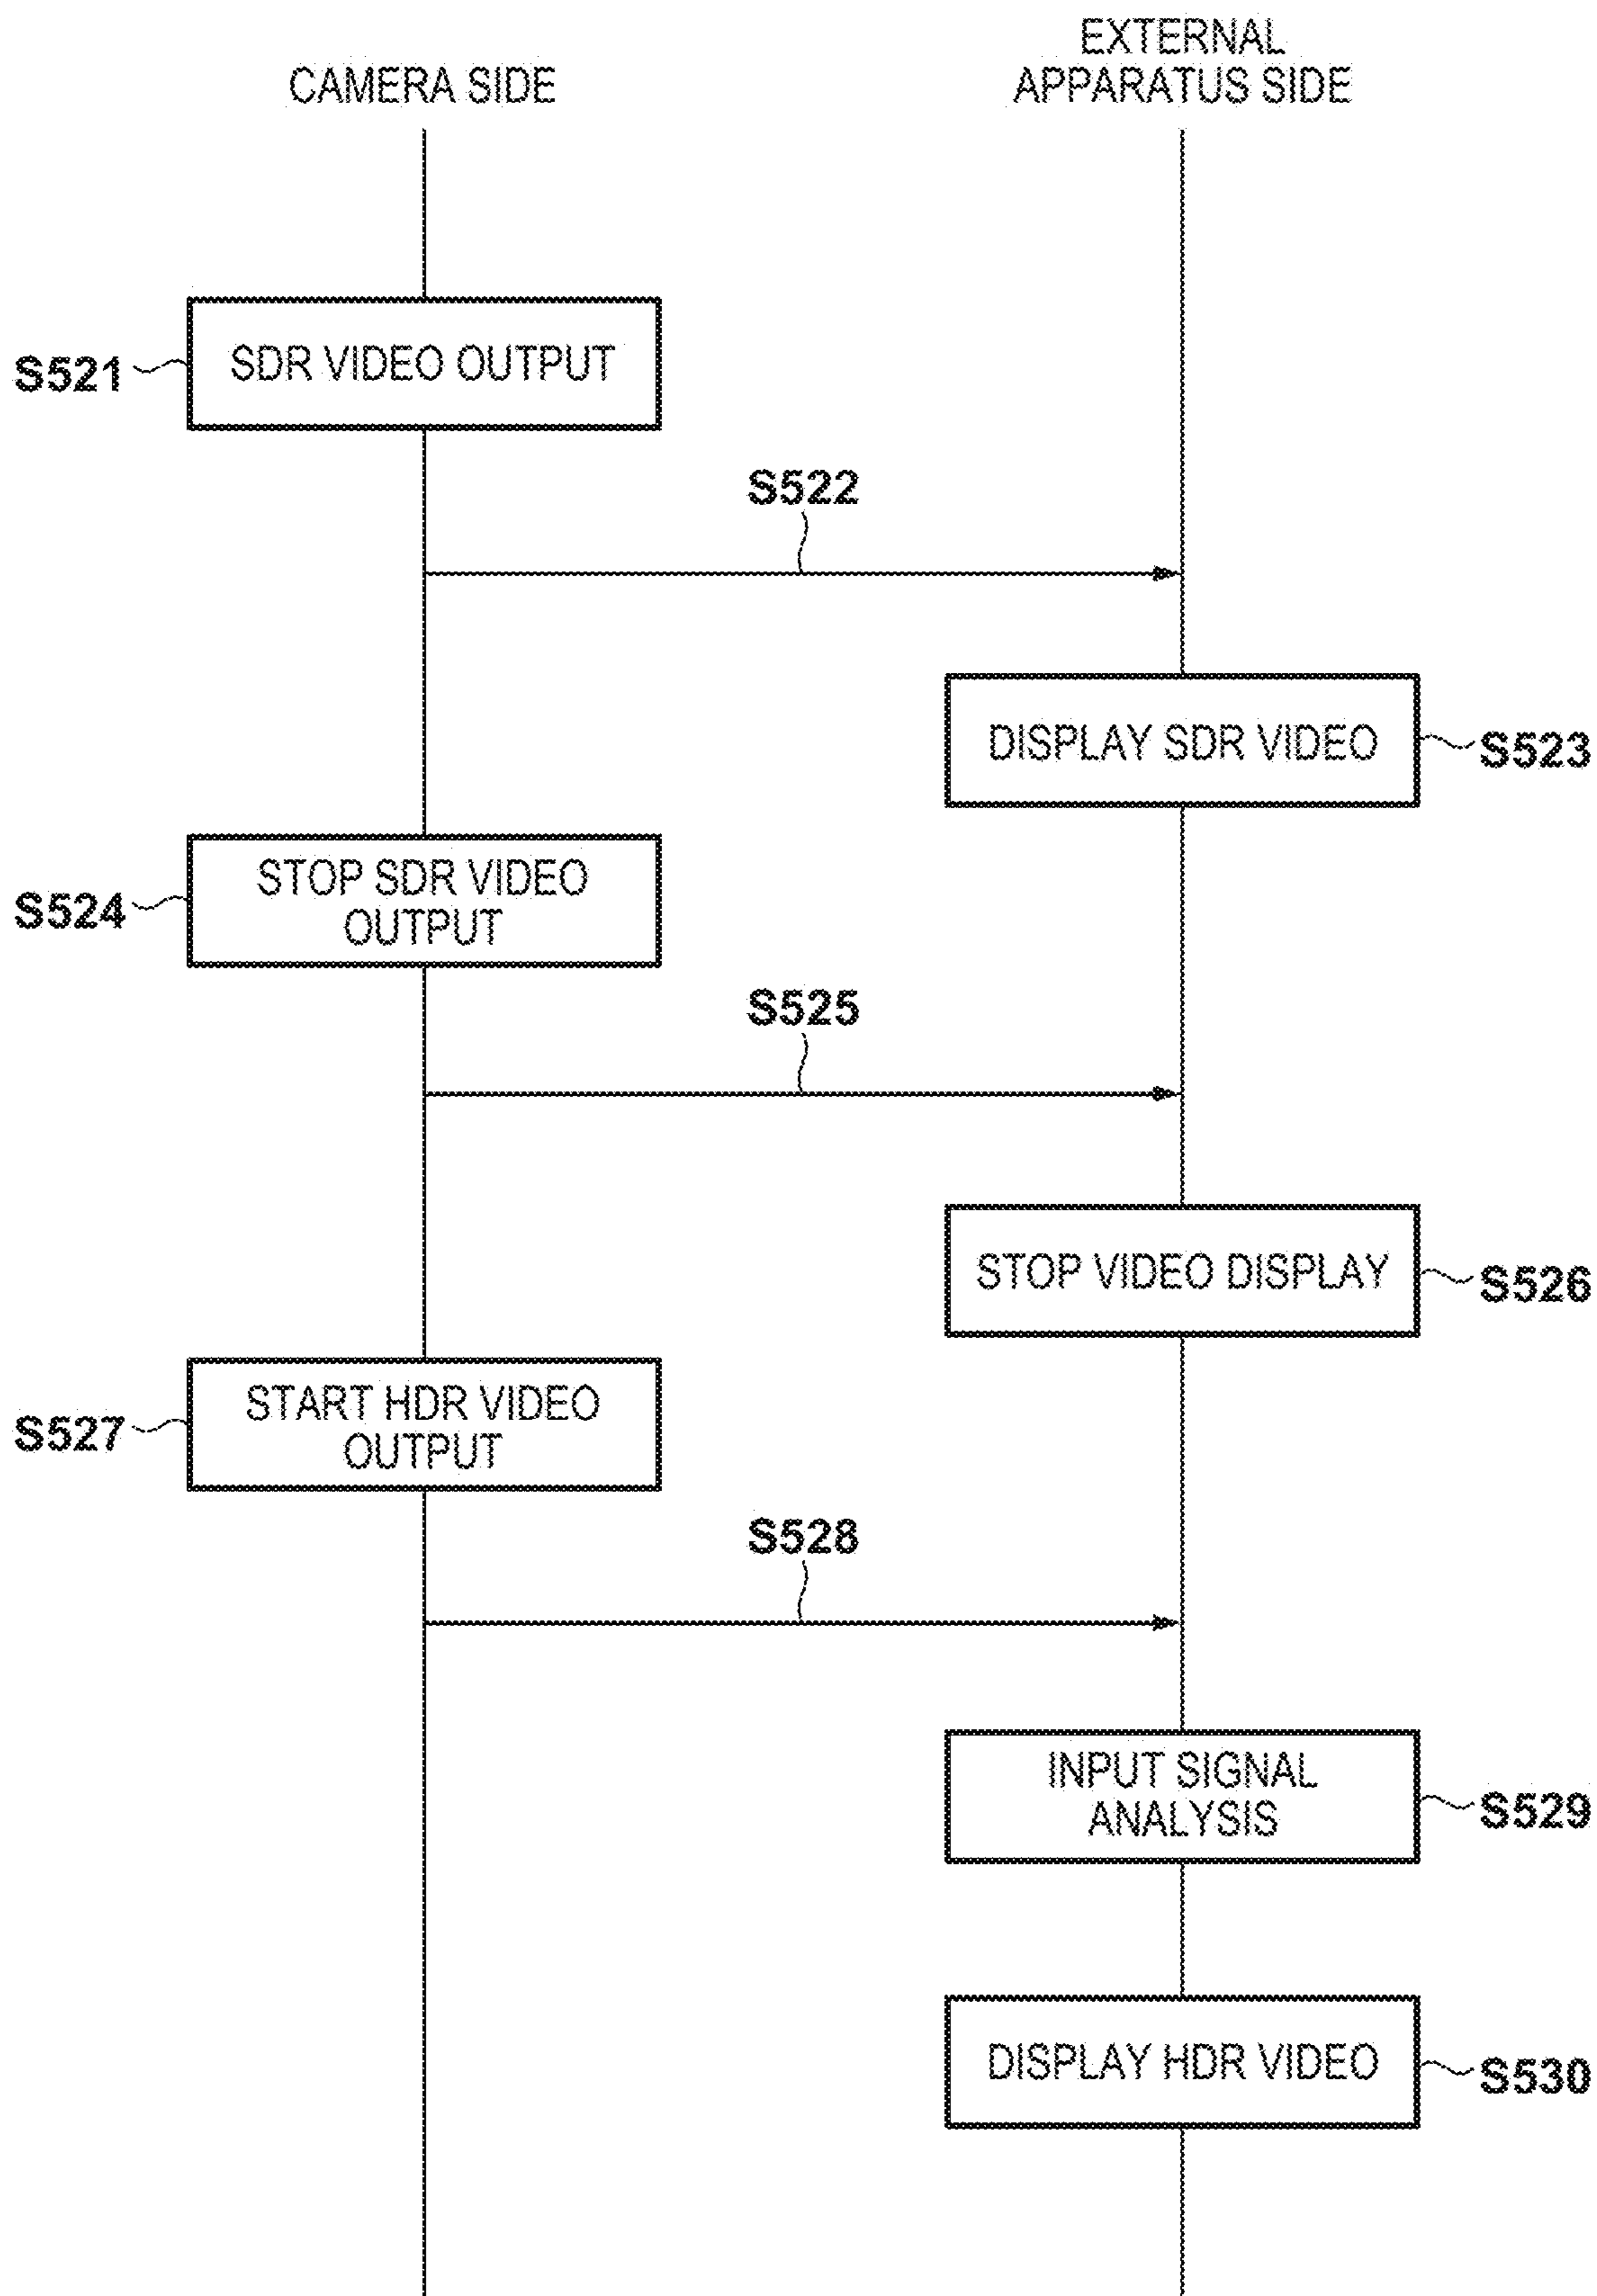 CAMERA SIDE
EXTERNAL
APPARATUS SIDE
S521
SDR VIDEO OUTPUT
S522
DISPLAY SDR VIDEO
S523
S524
STOP SDR VIDEO
OUTPUT
S525
STOP VIDEO DISPLAY
S526
S527
START HDR VIDEO
OUTPUT
S528
INPUT SIGNAL
ANALYSIS
S529
DISPLAY HDR VIDEO
S530